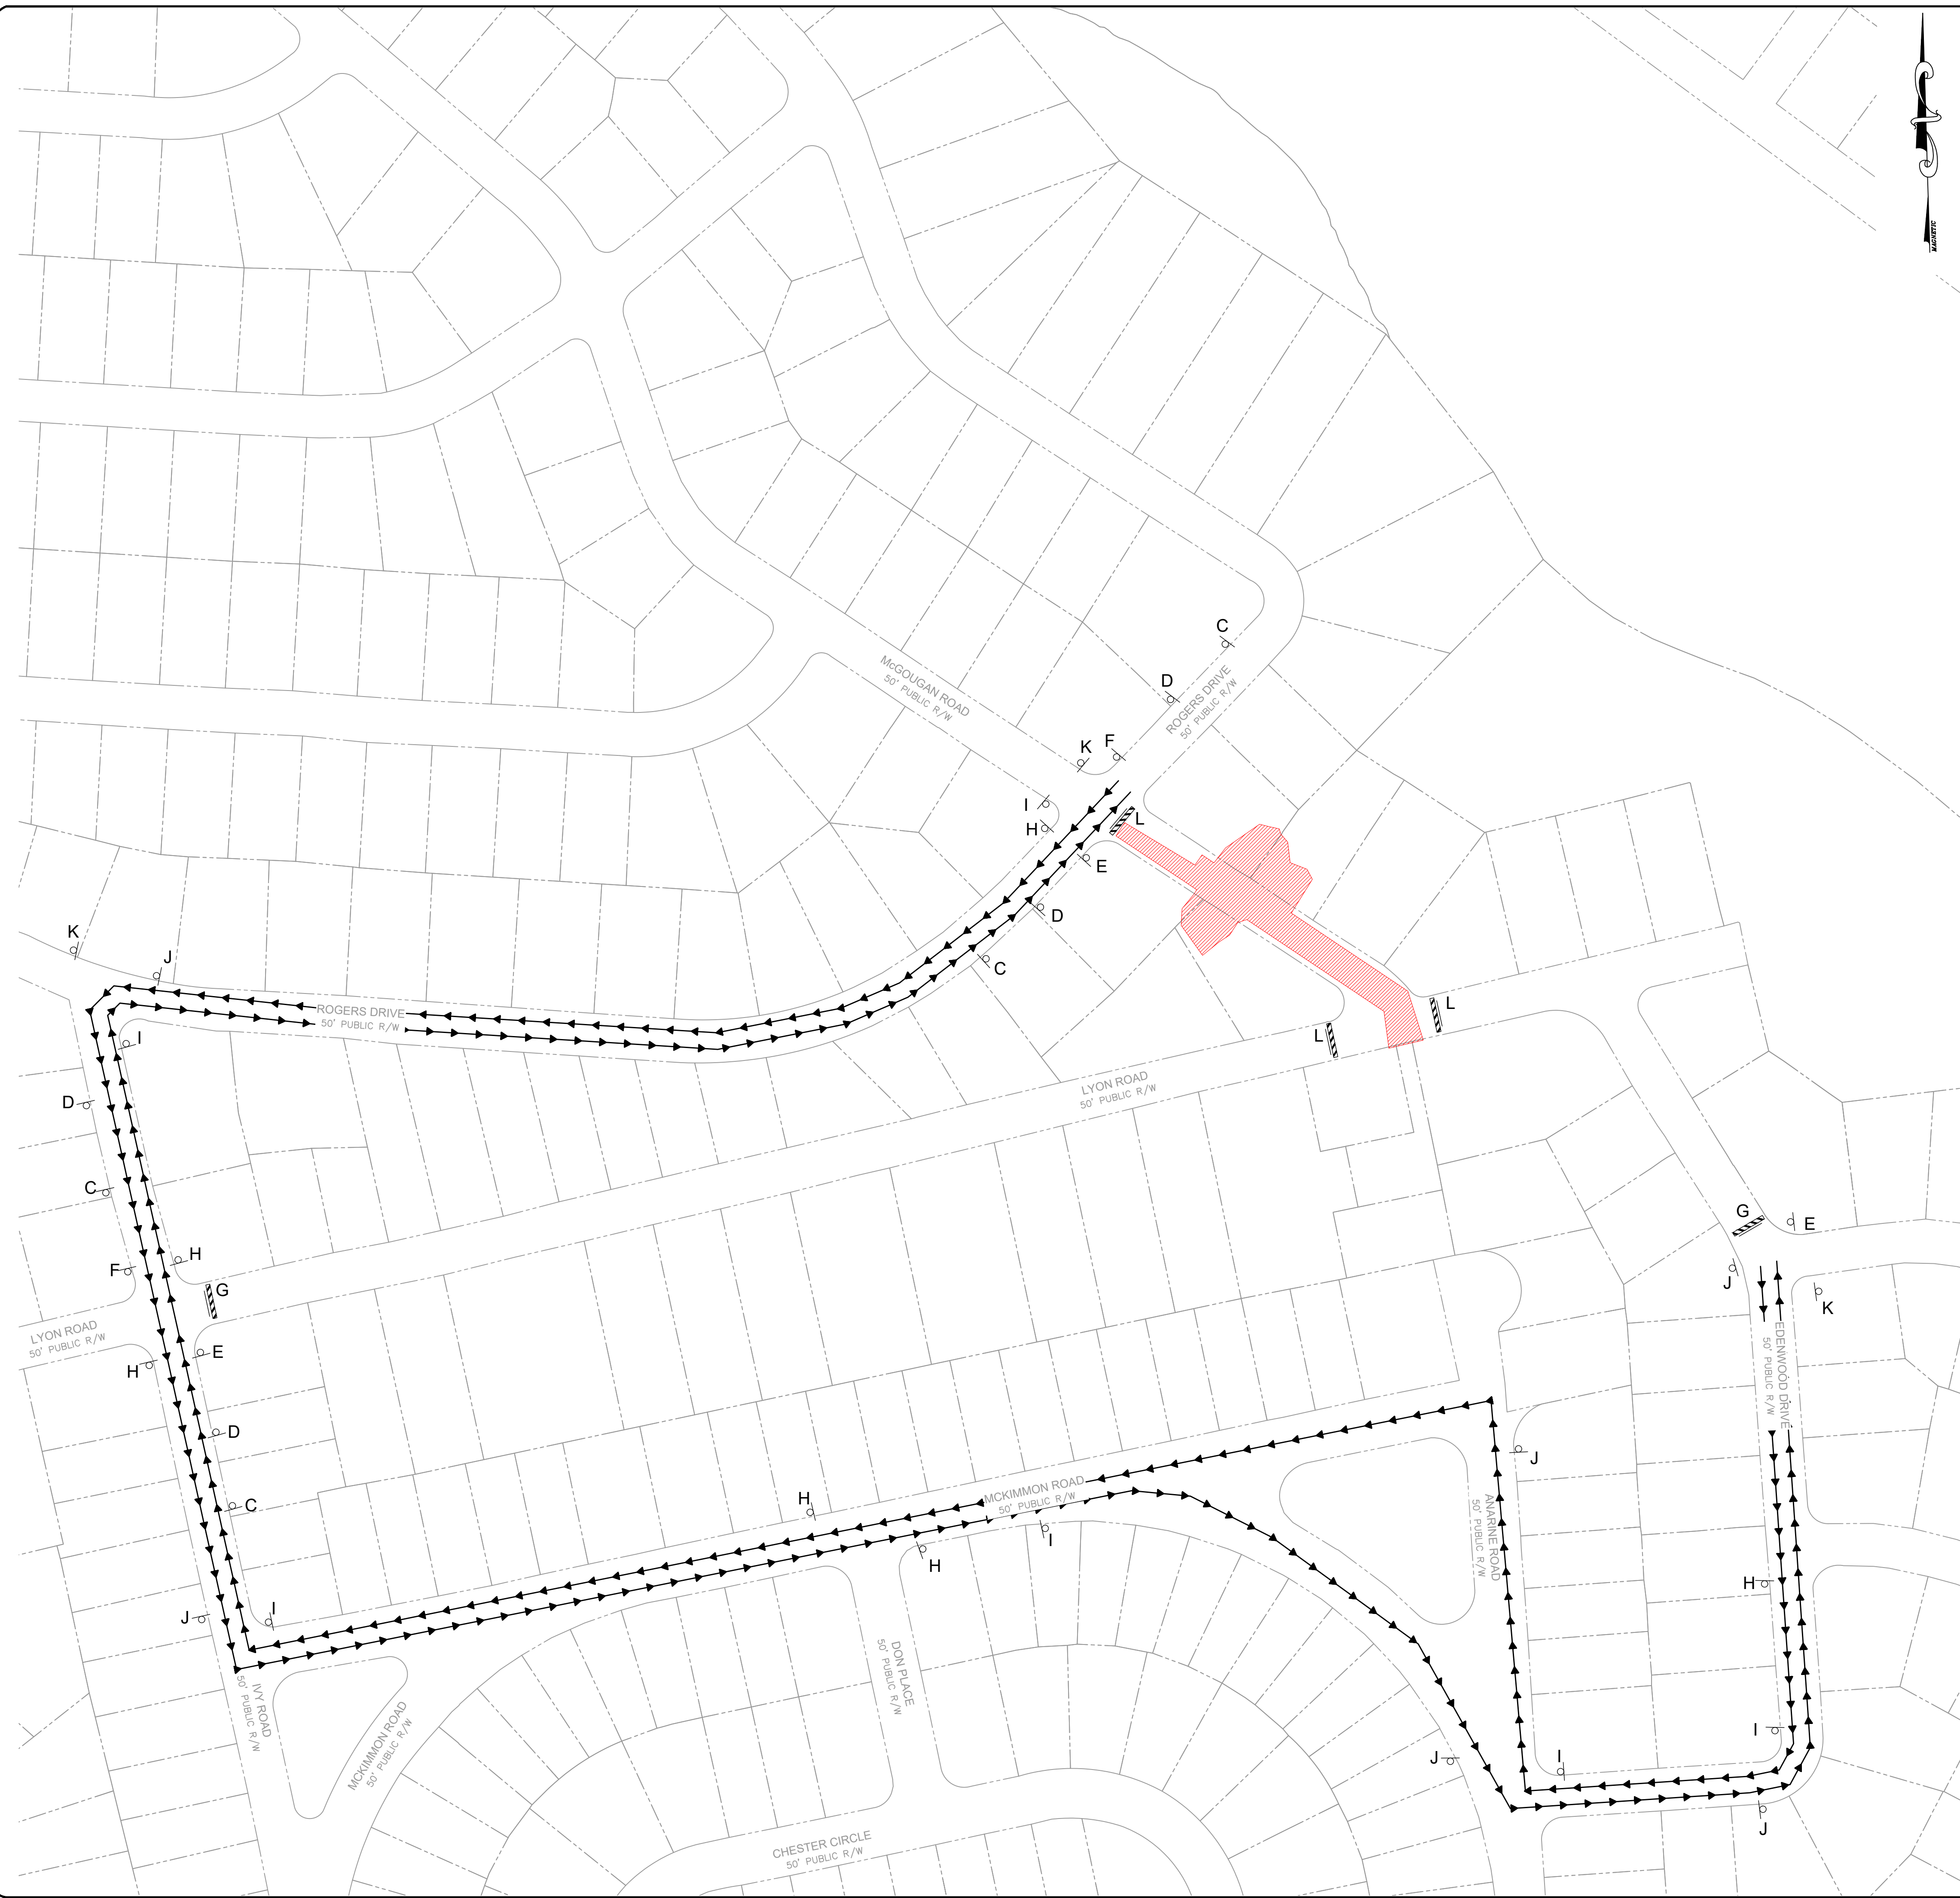 MAGNETIC
C
McGOUGAN ROAD
50' PUBLIC R/W
D
ROGERS DRIVE
50' PUBLIC R/W
K
F
I
H
L
E
D
K
J
C
ROGERS DRIVE
50' PUBLIC R/W
L
I
L
LYON ROAD
50' PUBLIC R/W
D
C
G
E
H
F
J
G
K
LYON ROAD
50' PUBLIC R/W
H
E
EDENWOOD DRIVE
50' PUBLIC R/W
D
J
C
H
MCKIMMON ROAD
50' PUBLIC R/W
ANARINE ROAD
50' PUBLIC R/W
I
H
H
J
I
DON PLACE
50' PUBLIC R/W
IVY ROAD
50' PUBLIC R/W
MCKIMMON ROAD
50' PUBLIC R/W
I
J
I
J
CHESTER CIRCLE
50' PUBLIC R/W